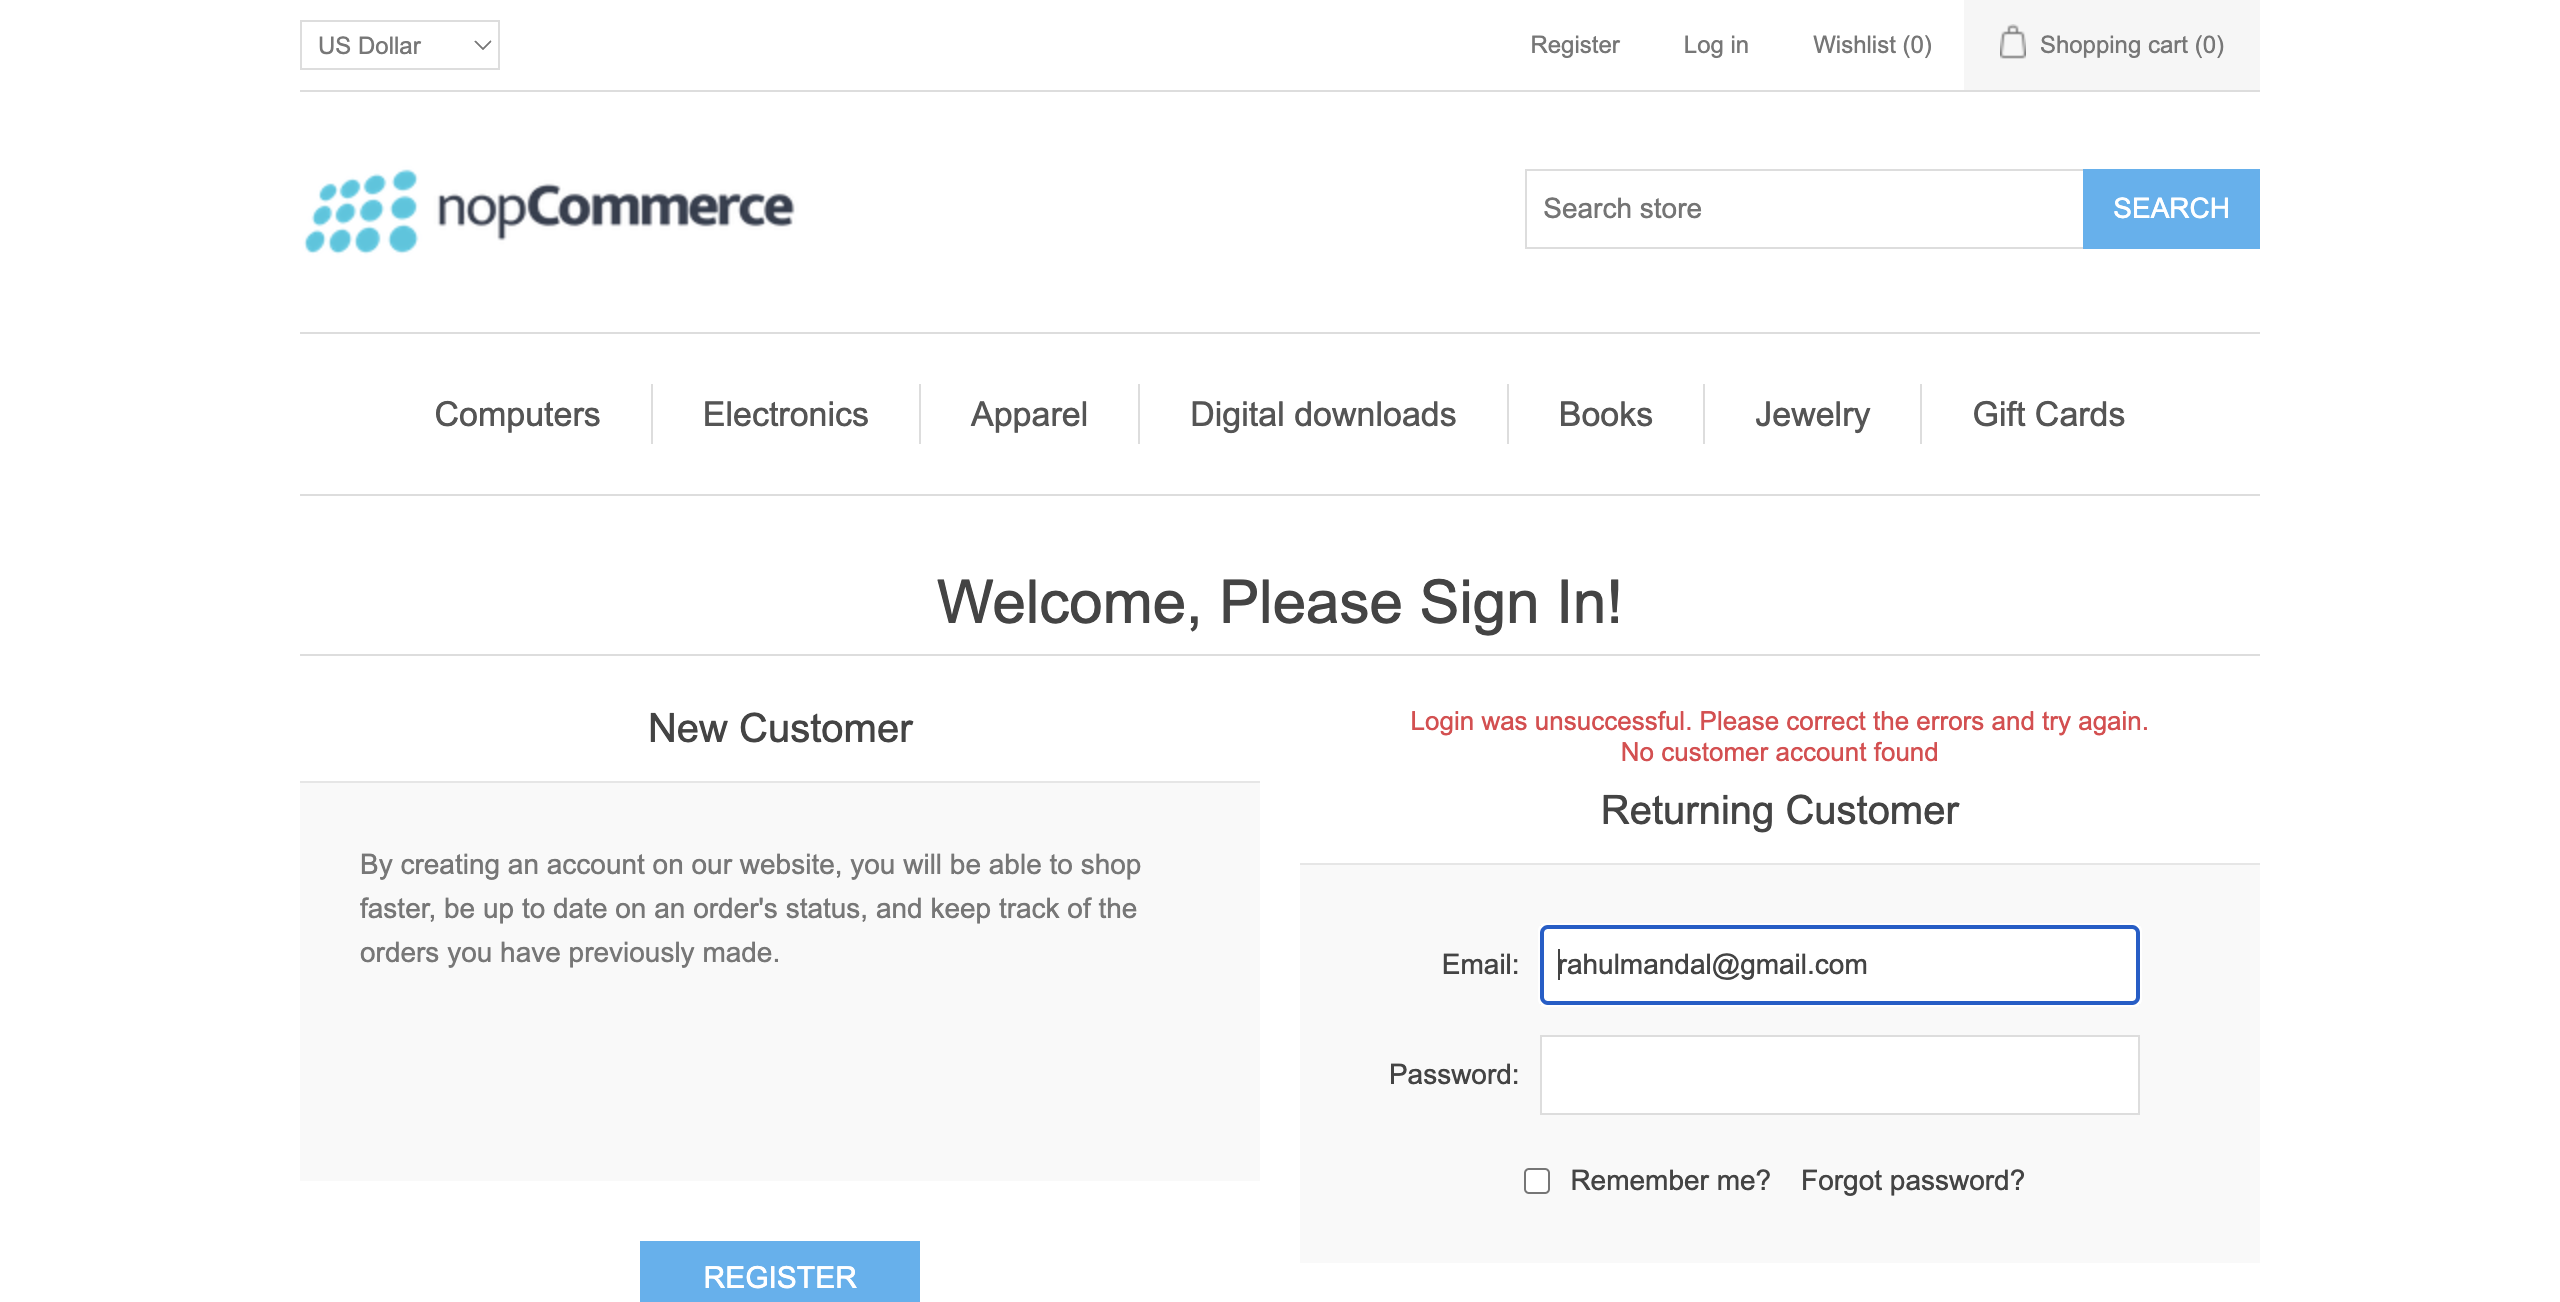 US Dollar
Register Log in Wishlist (0) Shopping cart (0)
nopCommerce
Search store SEARCH
Computers Electronics Apparel Digital downloads Books Jewelry Gift Cards
Welcome, Please Sign In!
New Customer
By creating an account on our website, you will be able to shop
faster, be up to date on an order's status, and keep track of the
orders you have previously made.
REGISTER
Login was unsuccessful. Please correct the errors and try again.
No customer account found
Returning Customer
Email: rahulmandal@gmail.com
Password:
Remember me? Forgot password?